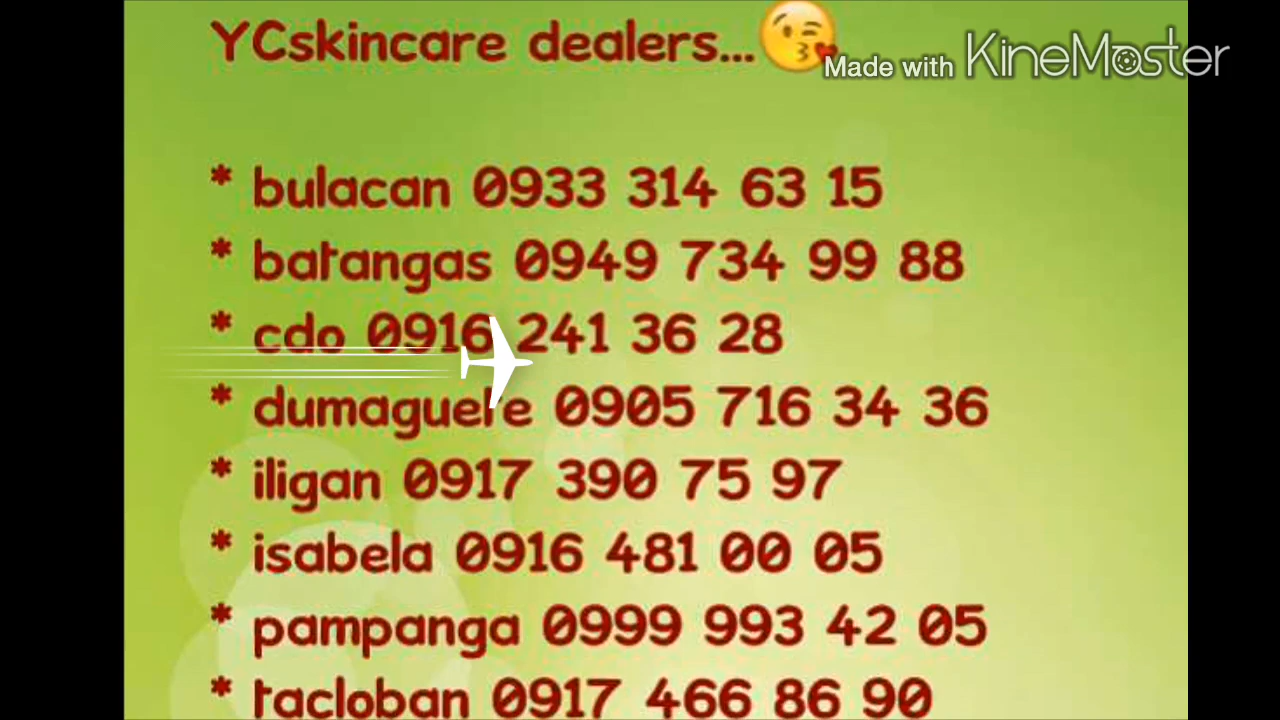 YCskincare dealers...
Made with KineMaster
* bulacan 0933 314 63 15
* batangas 0949 734 99 88
* cdo 0916 241 36 28
* dumaguete 0905 716 34 36
* iligan 0917 390 75 97
* isabela 0916 481 00 05
* pampanga 0999 993 42 05
* tacloban 0917 466 86 90